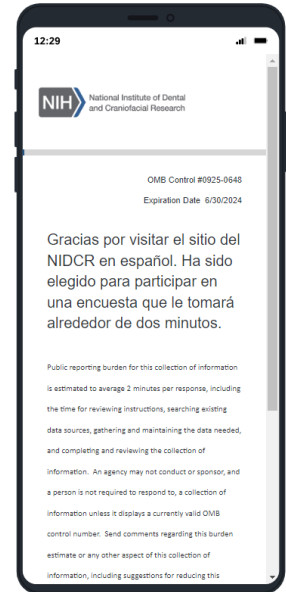 12:29
NIH
National Institute of Dental
and Craniofacial Research
OMB Control #0925-0648
Expiration Date 6/30/2024
Gracias por visitar el sitio del
NIDCR en español. Ha sido
elegido para participar en
una encuesta que le tomará
alrededor de dos minutos.
Public reporting burden for this collection of information
is estimated to average 2 minutes per response, including
the time for reviewing instructions, searching existing
data sources, gathering and maintaining the data needed,
and completing and reviewing the collection of
information. An agency may not conduct or sponsor, and
a person is not required to respond to, a collection of
information unless it displays a currently valid OMB
control number. Send comments regarding this burden
estimate or any other aspect of this collection of
information, including suggestions for reducing this